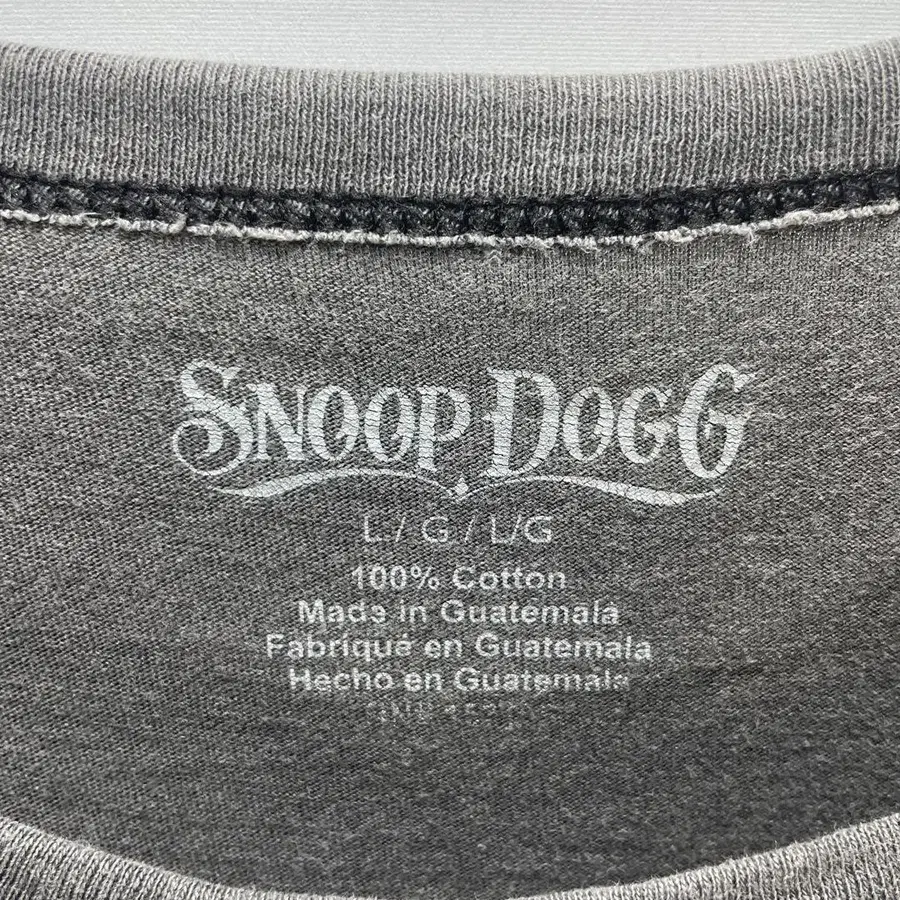 SNOOP DOGG
L / G / L/G
100% Cotton
Made in Guatemala
Fabriqué en Guatemala
Hecho en Guatemala